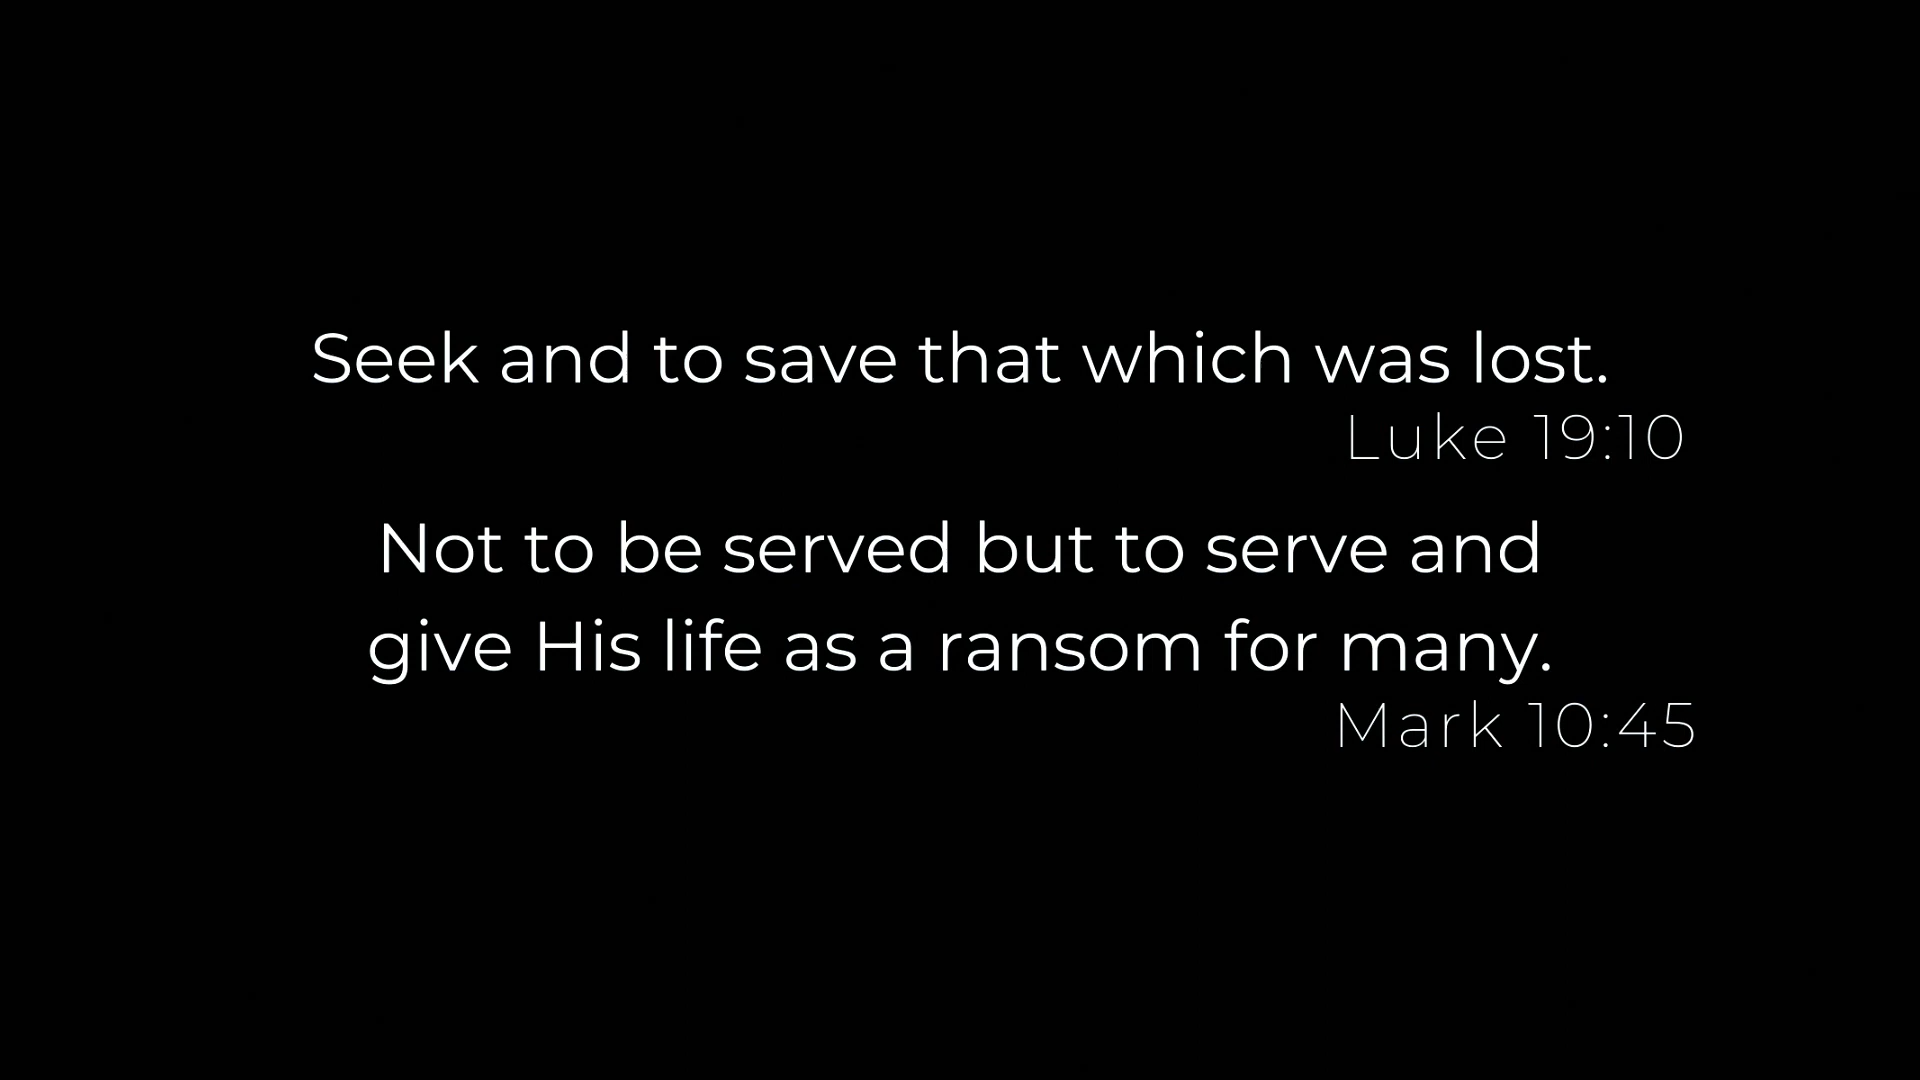 Seek and to save that which was lost.
Luke 19:10
Not to be served but to serve and
give His life as a ransom for many.
Mark 10:45